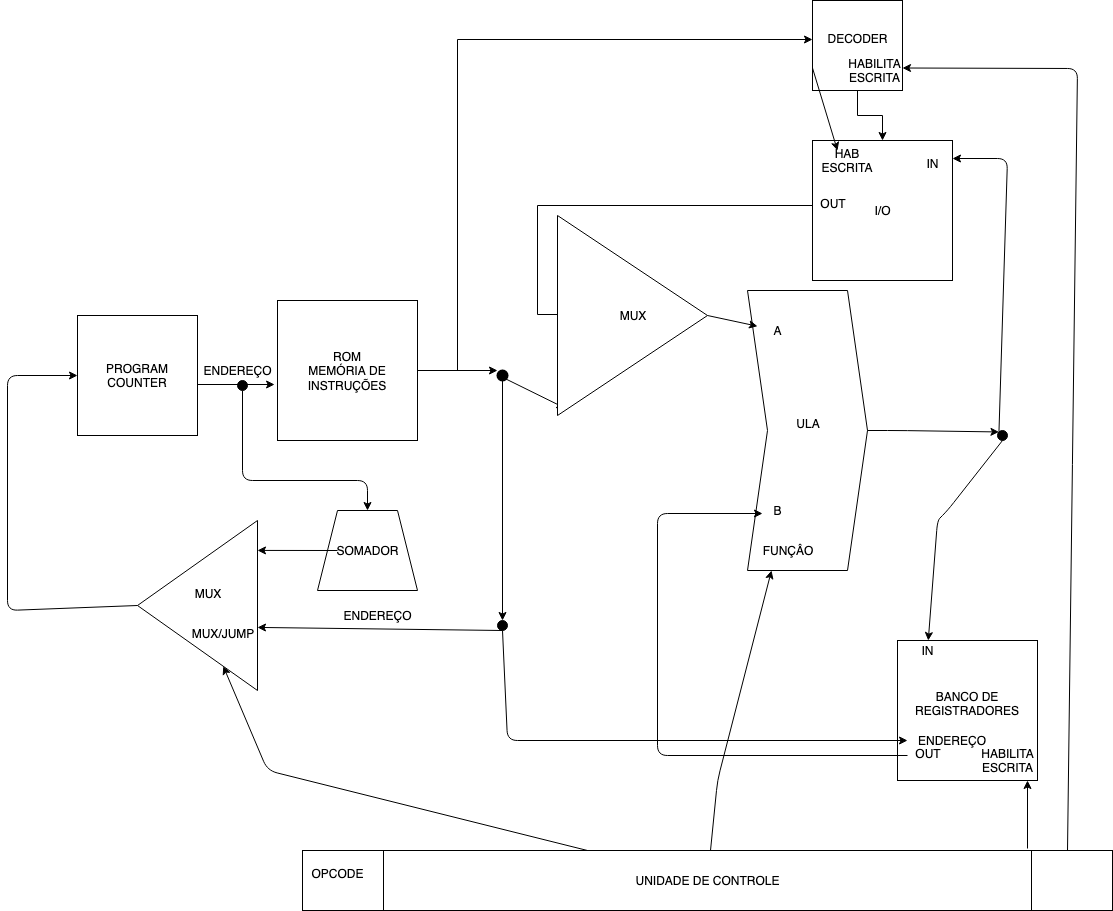 DECODER
HABILITA
ESCRITA
HAB
ESCRITA
IN
OUT
I/O
MUX
A
ULA
B
FUNÇÂO
PROGRAM
COUNTER
ENDEREÇO
ROM
MEMÓRIA DE
INSTRUÇÕES
SOMADOR
MUX
MUX/JUMP
ENDEREÇO
IN
BANCO DE
REGISTRADORES
ENDEREÇO
OUT
HABILITA
ESCRITA
OPCODE
UNIDADE DE CONTROLE